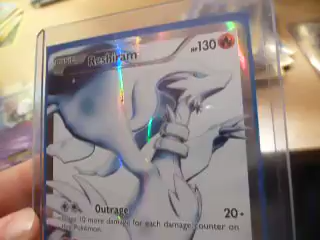 BASIC Reshiram HP130
Outrage 20+
Does 10 more damage for each damage counter on
this Pokémon.